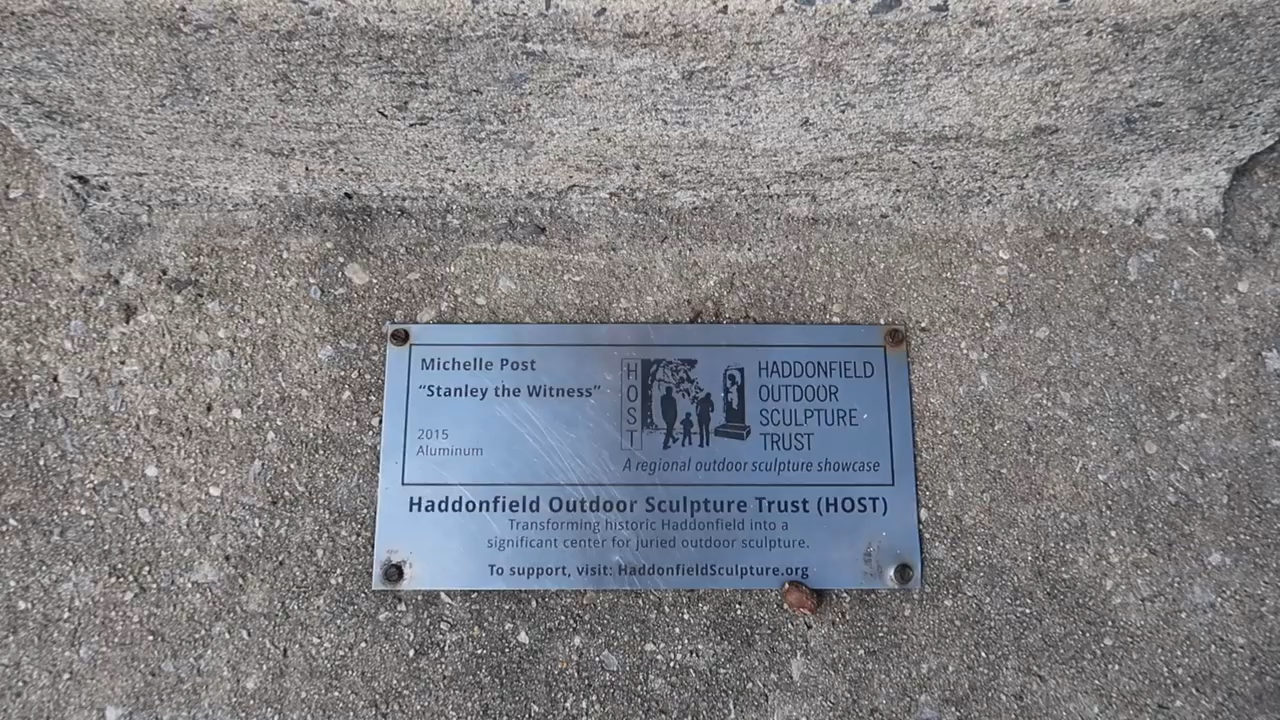 Michelle Post
“Stanley the Witness”
2015
Aluminum
HOST
HADDONFIELD
OUTDOOR
SCULPTURE
TRUST
A regional outdoor sculpture showcase
Haddonfield Outdoor Sculpture Trust (HOST)
Transforming historic Haddonfield into a
significant center for juried outdoor sculpture.
To support, visit: HaddonfieldSculpture.org